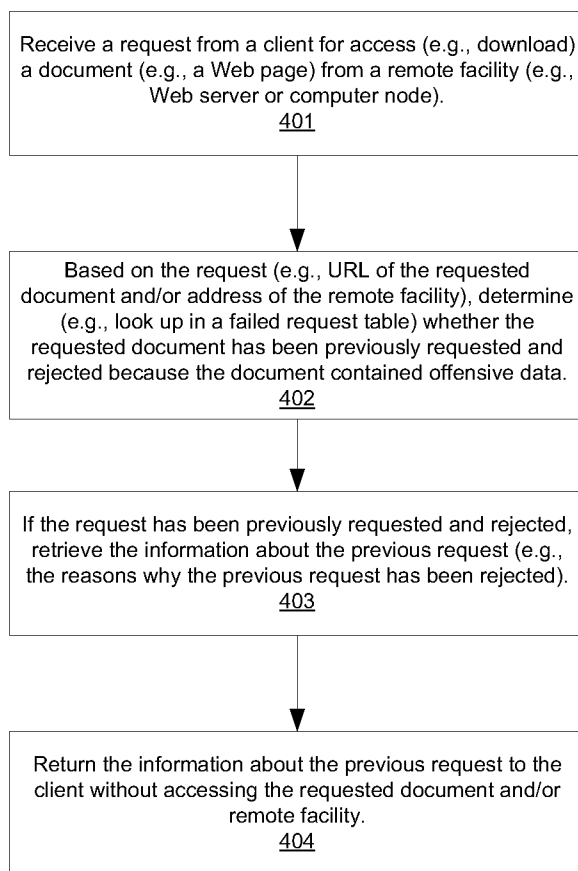 Receive a request from a client for access (e.g., download)
a document (e.g., a Web page) from a remote facility (e.g.,
Web server or computer node).
401
Based on the request (e.g., URL of the requested
document and/or address of the remote facility), determine
(e.g., look up in a failed request table) whether the
requested document has been previously requested and
rejected because the document contained offensive data.
402
If the request has been previously requested and rejected,
retrieve the information about the previous request (e.g.,
the reasons why the previous request has been rejected).
403
Return the information about the previous request to the
client without accessing the requested document and/or
remote facility.
404